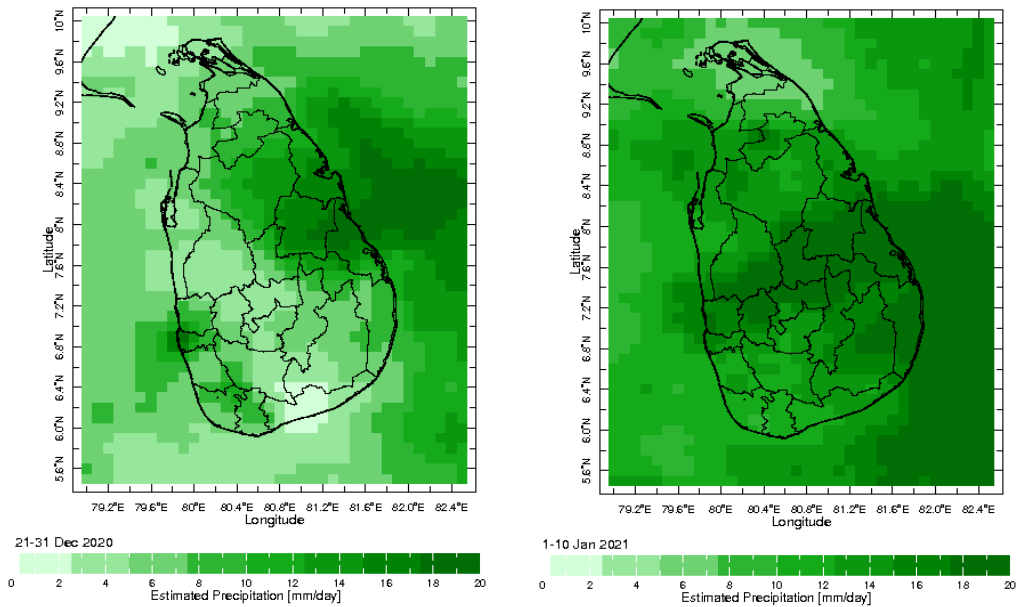 10°N
9.6°N
9.2°N
8.8°N
8.4°N
8°N
7.6°N
7.2°N
6.8°N
6.4°N
6.0°N
5.6°N
Latitude
79.2°E 79.6°E 80°E 80.4°E 80.8°E 81.2°E 81.6°E 82.0°E
Longitude
21-31 Dec 2020
0 2 4 6 8 10 12 14 16 18 20
Estimated Precipitation [mm/day]
10°N
9.6°N
9.2°N
8.8°N
8.4°N
8°N
7.6°N
7.2°N
6.8°N
6.4°N
6.0°N
5.6°N
Latitude
79.2°E 79.6°E 80°E 80.4°E 80.8°E 81.2°E 81.6°E 82.0°E
Longitude
1-10 Jan 2021
0 2 4 6 8 10 12 14 16 18 20
Estimated Precipitation [mm/day]